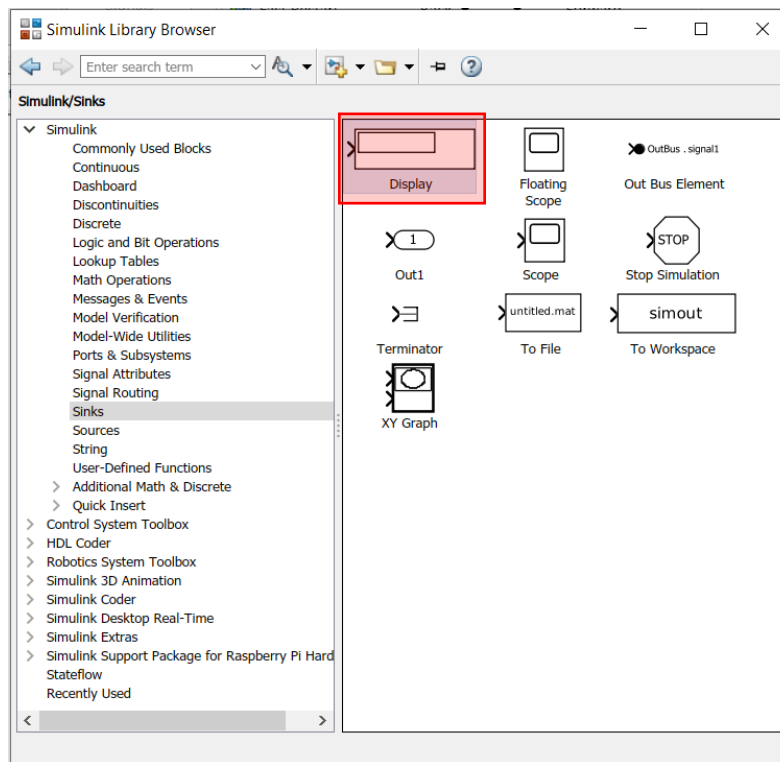 Simulink Library Browser
Enter search term
Simulink/Sinks
Simulink
Commonly Used Blocks
Continuous
Dashboard
Discontinuities
Discrete
Logic and Bit Operations
Lookup Tables
Math Operations
Messages & Events
Model Verification
Model-Wide Utilities
Ports & Subsystems
Signal Attributes
Signal Routing
Sinks
Sources
String
User-Defined Functions
Additional Math & Discrete
Quick Insert
Control System Toolbox
HDL Coder
Robotics System Toolbox
Simulink 3D Animation
Simulink Coder
Simulink Desktop Real-Time
Simulink Extras
Simulink Support Package for Raspberry Pi Hard
Stateflow
Recently Used
Display
Floating
Scope
OutBus . signal1
Out Bus Element
1
Out1
Scope
STOP
Stop Simulation
Terminator
untitled.mat
To File
simout
To Workspace
XY Graph